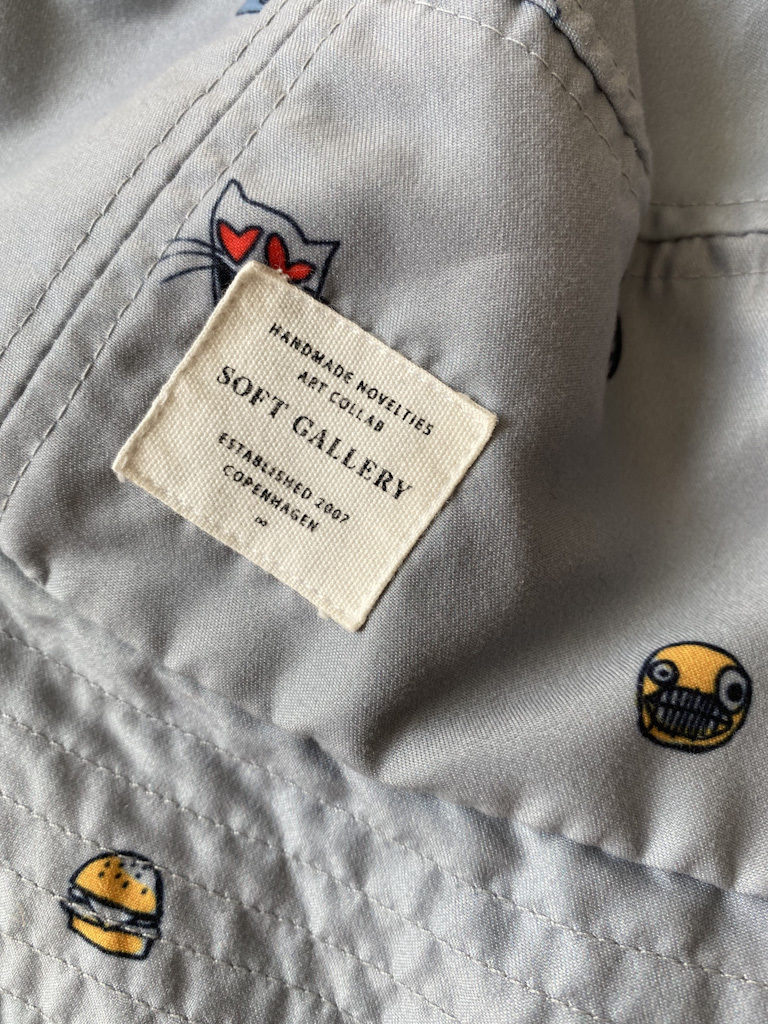 HANDMADE NOVELTIES
ART COLLAB
SOFT GALLERY
ESTABLISHED 2007
COPENHAGEN
∞